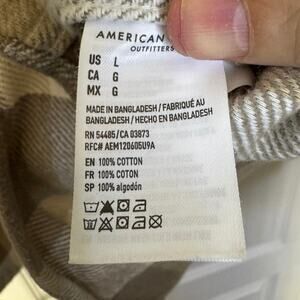 AMERICAN
OUTFITTERS
US L
CA G
MX G
MADE IN BANGLADESH / FABRIQUÉ AU
BANGLADESH / HECHO EN BANGLADESH
RN 54485/CA 03873
RFC# AEM120605U9A
EN 100% COTTON
FR 100% COTON
SP 100% algodón